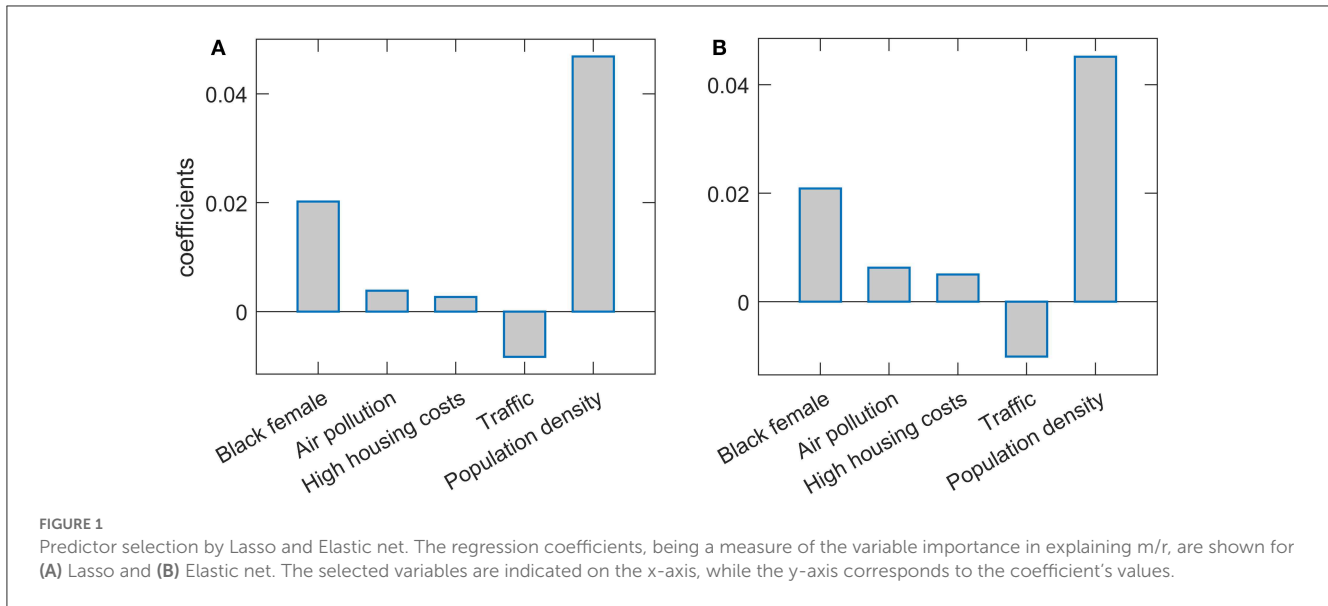 A
0.04
0.02
0
coefficients
Black female
Air pollution
High housing costs
Traffic
Population density
B
0.04
0.02
0
Black female
Air pollution
High housing costs
Traffic
Population density
FIGURE 1
Predictor selection by Lasso and Elastic net. The regression coefficients, being a measure of the variable importance in explaining m/r, are shown for
(A) Lasso and (B) Elastic net. The selected variables are indicated on the x-axis, while the y-axis corresponds to the coefficient's values.